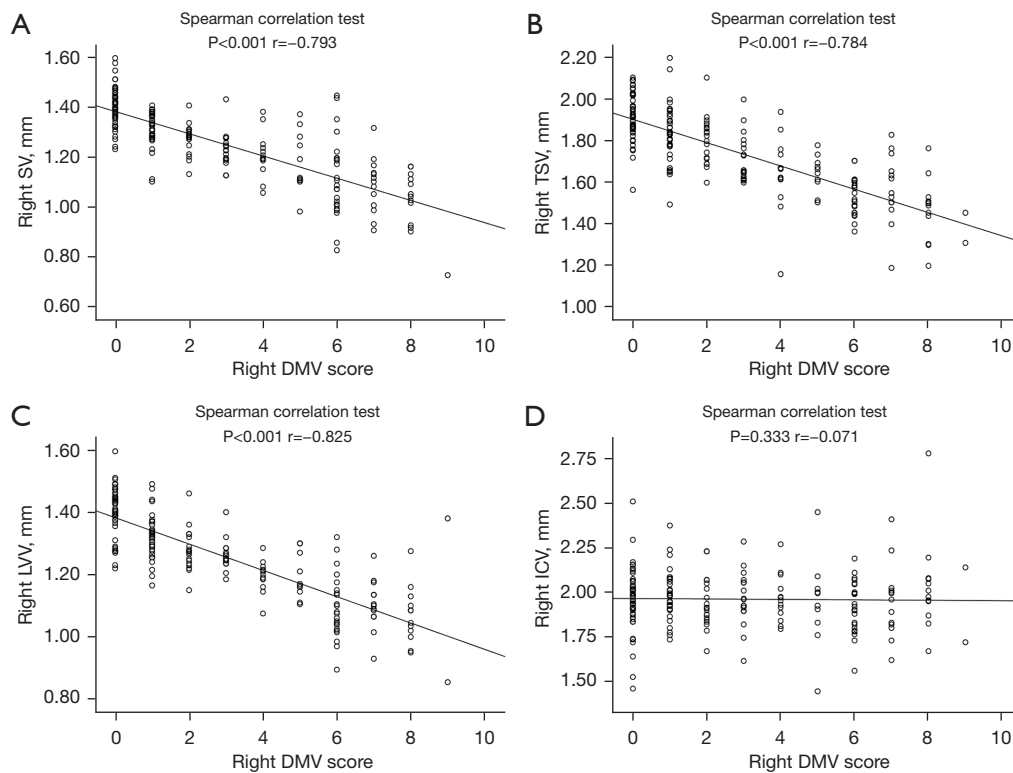 A
Spearman correlation test
P<0.001 r=−0.793
1.60
1.40
1.20
1.00
0.80
0.60
Right SV, mm
0 2 4 6 8 10
Right DMV score
B
Spearman correlation test
P<0.001 r=−0.784
2.20
2.00
1.80
1.60
1.40
1.20
1.00
Right TSV, mm
0 2 4 6 8 10
Right DMV score
C
Spearman correlation test
P<0.001 r=−0.825
1.60
1.40
1.20
1.00
0.80
Right LVV, mm
0 2 4 6 8 10
Right DMV score
D
Spearman correlation test
P=0.333 r=−0.071
2.75
2.50
2.25
2.00
1.75
1.50
Right ICV, mm
0 2 4 6 8 10
Right DMV score